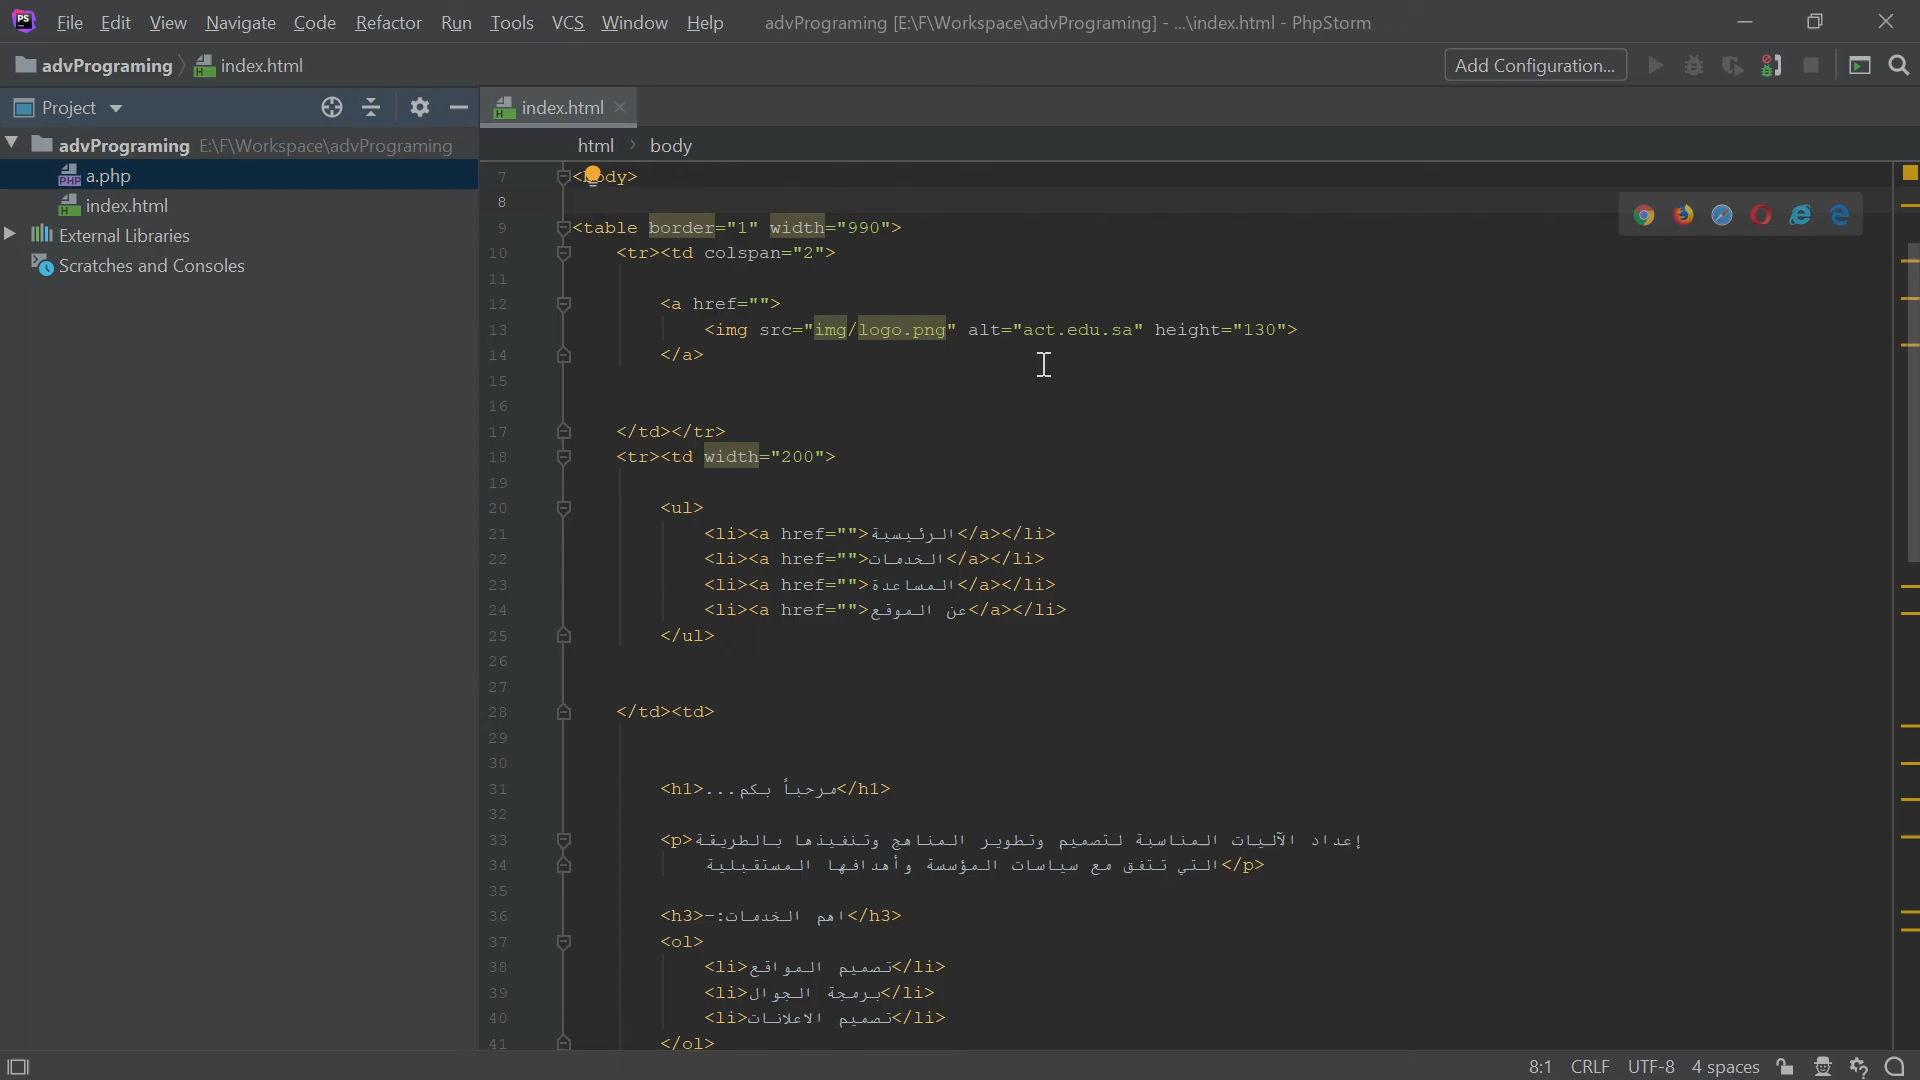 File Edit View Navigate Code Refactor Run Tools VCS Window Help advPrograming [E:\F\Workspace\advPrograming] - ...\index.html - PhpStorm
advPrograming index.html Add Configuration...
Project index.html
advPrograming E:\F\Workspace\advPrograming
html body
a.php
index.html
External Libraries
Scratches and Consoles
7 <body>
8
9 <table border="1" width="990">
10 <tr><td colspan="2">
11
12 <a href="">
13 <img src="img/logo.png" alt="act.edu.sa" height="130">
14 </a>
15
16
17 </td></tr>
18 <tr><td width="200">
19
20 <ul>
21 <li><a href="">الرئيسية</a></li>
22 <li><a href="">الخدمات</a></li>
23 <li><a href="">المساعدة</a></li>
24 <li><a href="">عن الموقع</a></li>
25 </ul>
26
27
28 </td><td>
29
30
31 <h1>مرحباً بكم...</h1>
32
33 <p>إعداد الآليات المناسبة لتصميم وتطوير المناهج وتنفيذها بالطريقة
34 التي تتفق مع سياسات المؤسسة وأهدافها المستقبلية</p>
35
36 <h3>اهم الخدمات:-</h3>
37 <ol>
38 <li>تصميم المواقع</li>
39 <li>برمجة الجوال</li>
40 <li>تصميم الاعلانات</li>
41 </ol>
8:1 CRLF UTF-8 4 spaces